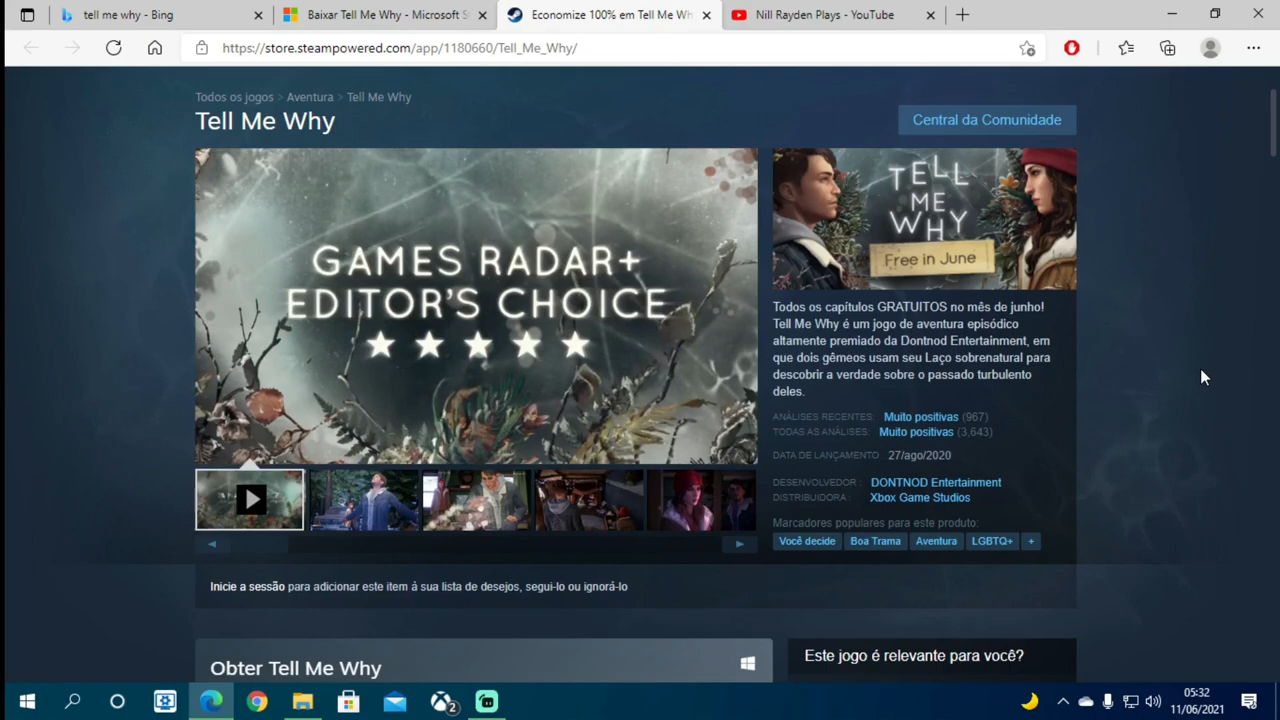 tell me why - Bing
Baixar Tell Me Why - Microsoft S
Economize 100% em Tell Me Wh
Nill Rayden Plays - YouTube
https://store.steampowered.com/app/1180660/Tell_Me_Why/
Todos os jogos > Aventura > Tell Me Why
Tell Me Why
Central da Comunidade
GAMES RADAR+
EDITOR'S CHOICE
TELL
ME
WHY
Free in June
Todos os capítulos GRATUITOS no mês de junho!
Tell Me Why é um jogo de aventura episódico
altamente premiado da Dontnod Entertainment, em
que dois gêmeos usam seu Laço sobrenatural para
descobrir a verdade sobre o passado turbulento
deles.
ANÁLISES RECENTES: Muito positivas (967)
TODAS AS ANÁLISES: Muito positivas (3,643)
DATA DE LANÇAMENTO: 27/ago/2020
DESENVOLVEDOR: DONTNOD Entertainment
DISTRIBUIDORA: Xbox Game Studios
Marcadores populares para este produto:
Você decide Boa Trama Aventura LGBTQ+ +
Inicie a sessão para adicionar este item à sua lista de desejos, segui-lo ou ignorá-lo
Obter Tell Me Why
Este jogo é relevante para você?
2
05:32
11/06/2021